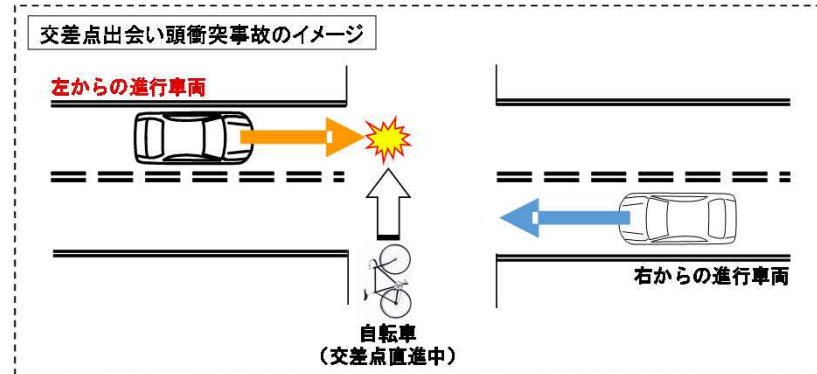 交差点出会い頭衝突事故のイメージ
左からの進行車両
右からの進行車両
自転車
（交差点直進中）